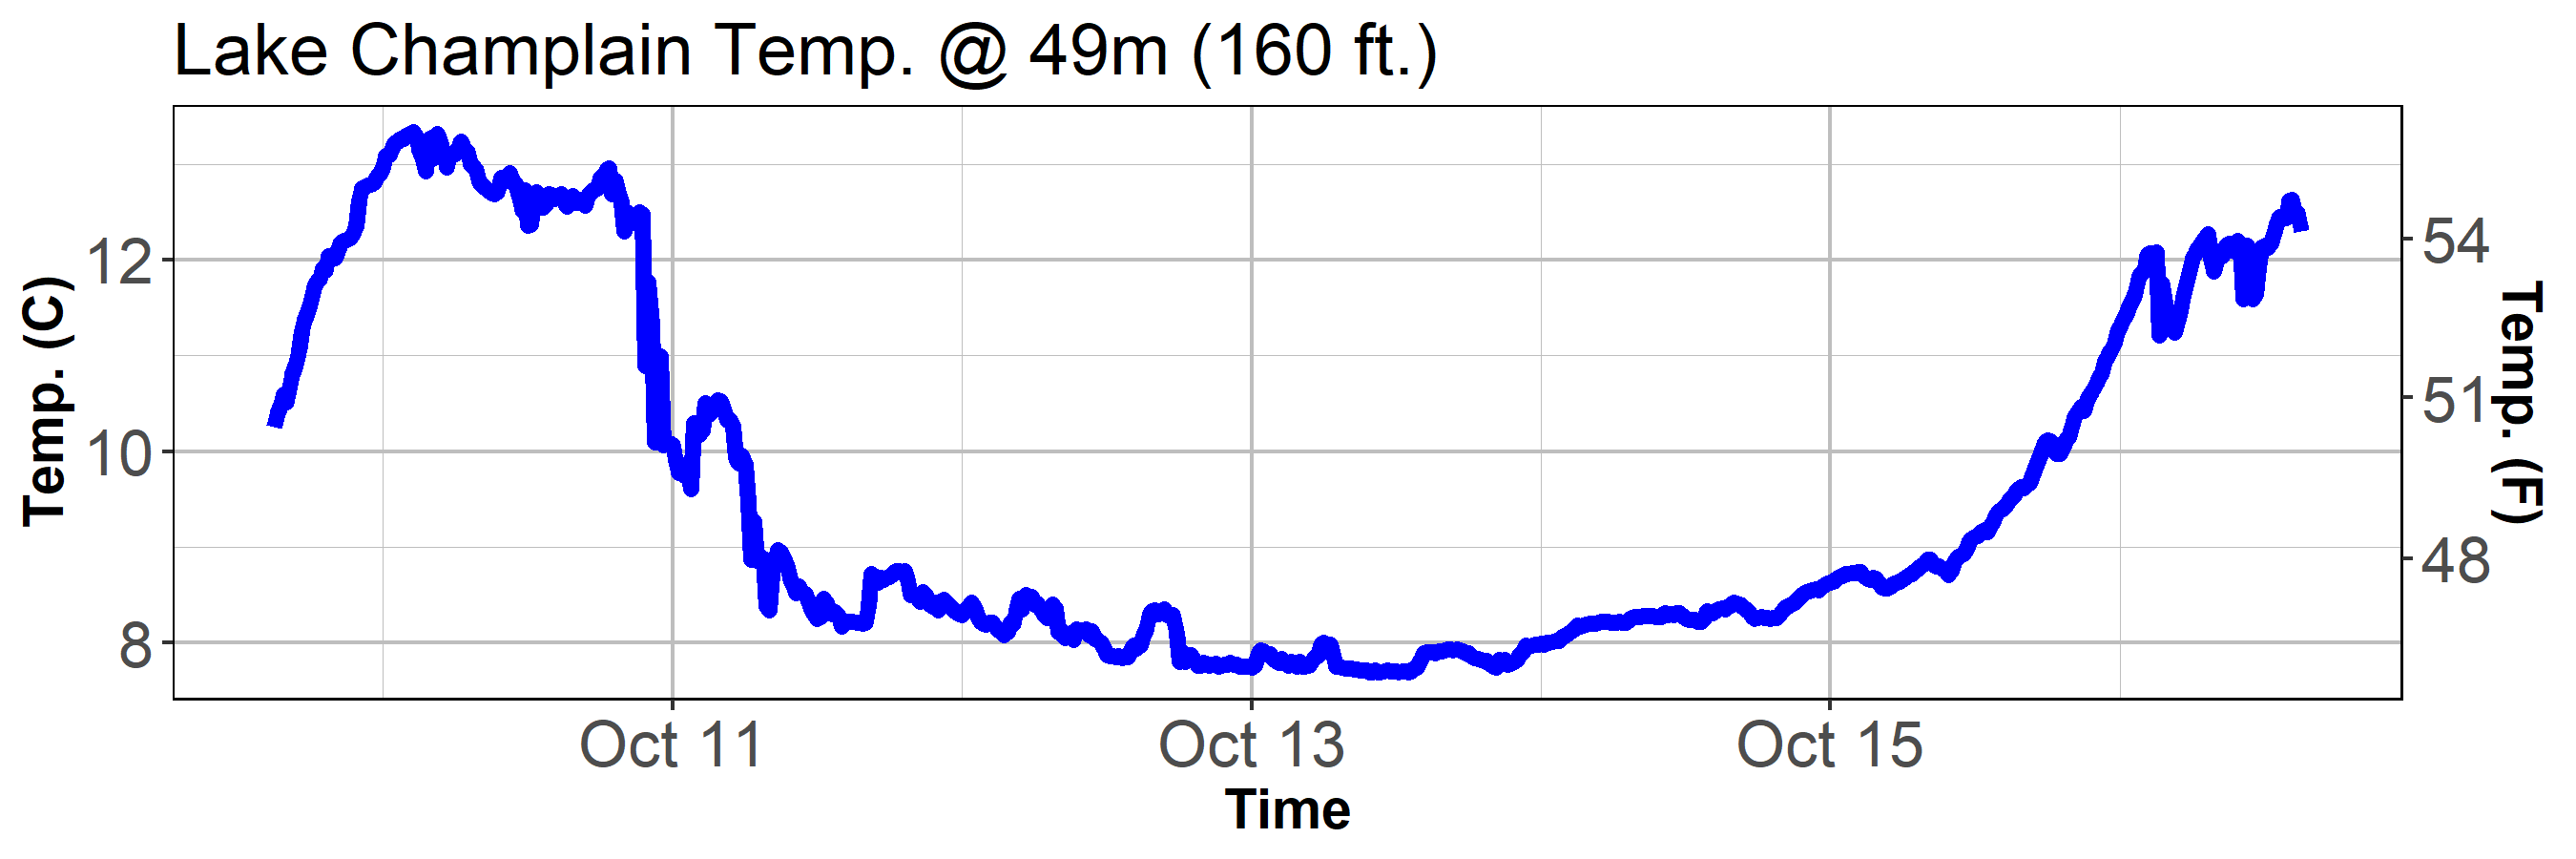 Lake Champlain Temp. @ 49m (160 ft.)
Temp. (C)
12
10
8
54
51
48
Temp. (F)
Oct 11 Oct 13 Oct 15
Time